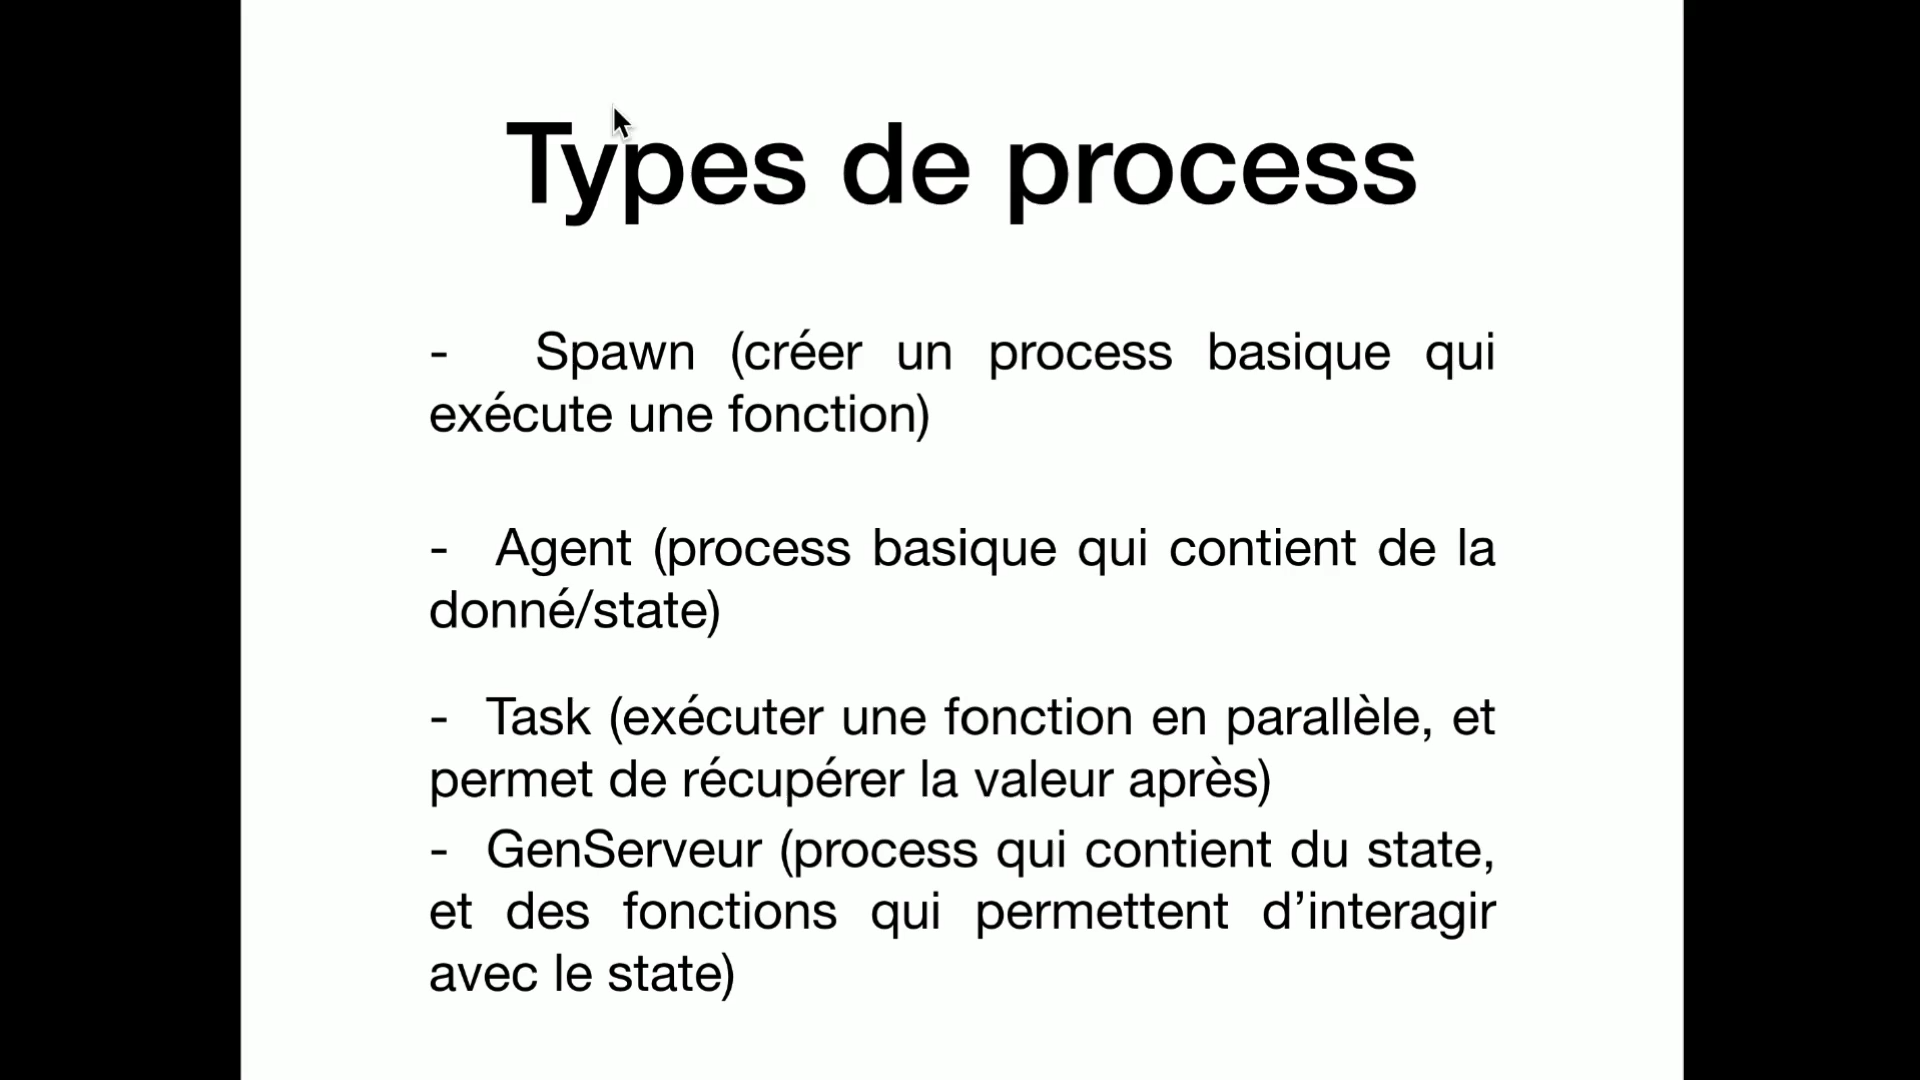 Types de process
- Spawn (créer un process basique qui
exécute une fonction)
- Agent (process basique qui contient de la
donné/state)
- Task (exécuter une fonction en parallèle, et
permet de récupérer la valeur après)
- GenServeur (process qui contient du state,
et des fonctions qui permettent d’interagir
avec le state)